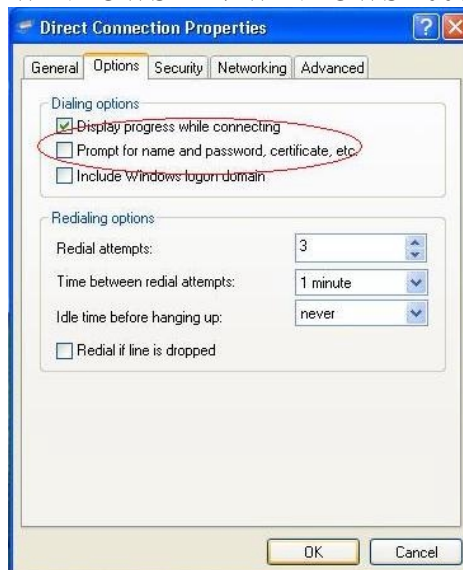 Direct Connection Properties
General Options Security Networking Advanced
Dialing options
Display progress while connecting
Prompt for name and password, certificate, etc.
Include Windows logon domain
Redialing options
Redial attempts: 3
Time between redial attempts: 1 minute
Idle time before hanging up: never
Redial if line is dropped
OK Cancel